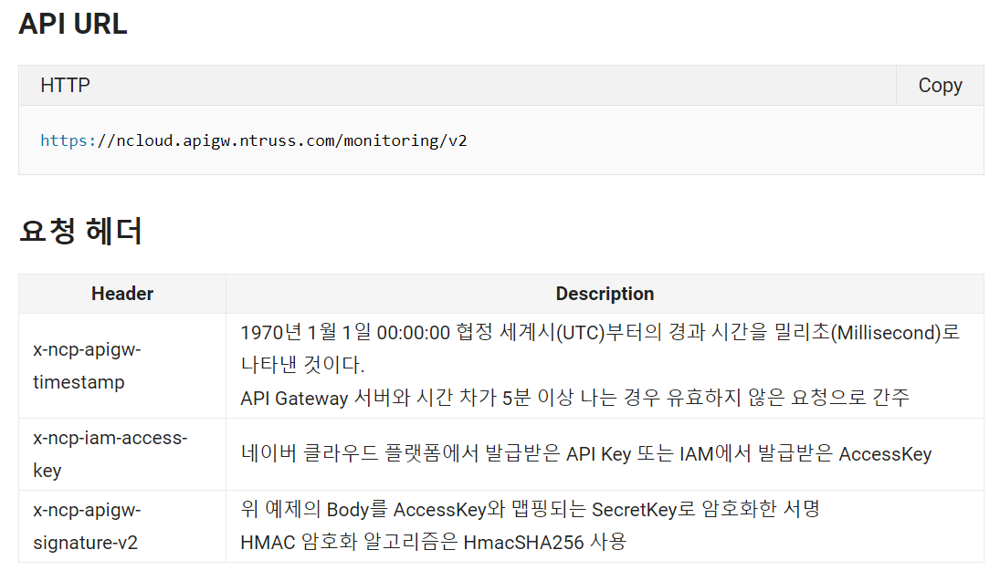 API URL
HTTP
Copy
https://ncloud.apigw.ntruss.com/monitoring/v2
요청 헤더
Header
Description
x-ncp-apigw-
timestamp
1970년 1월 1일 00:00:00 협정 세계시(UTC)부터의 경과 시간을 밀리초(Millisecond)로
나타낸 것이다.
API Gateway 서버와 시간 차가 5분 이상 나는 경우 유효하지 않은 요청으로 간주
x-ncp-iam-access-
key
네이버 클라우드 플랫폼에서 발급받은 API Key 또는 IAM에서 발급받은 AccessKey
x-ncp-apigw-
signature-v2
위 예제의 Body를 AccessKey와 맵핑되는 SecretKey로 암호화한 서명
HMAC 암호화 알고리즘은 HmacSHA256 사용